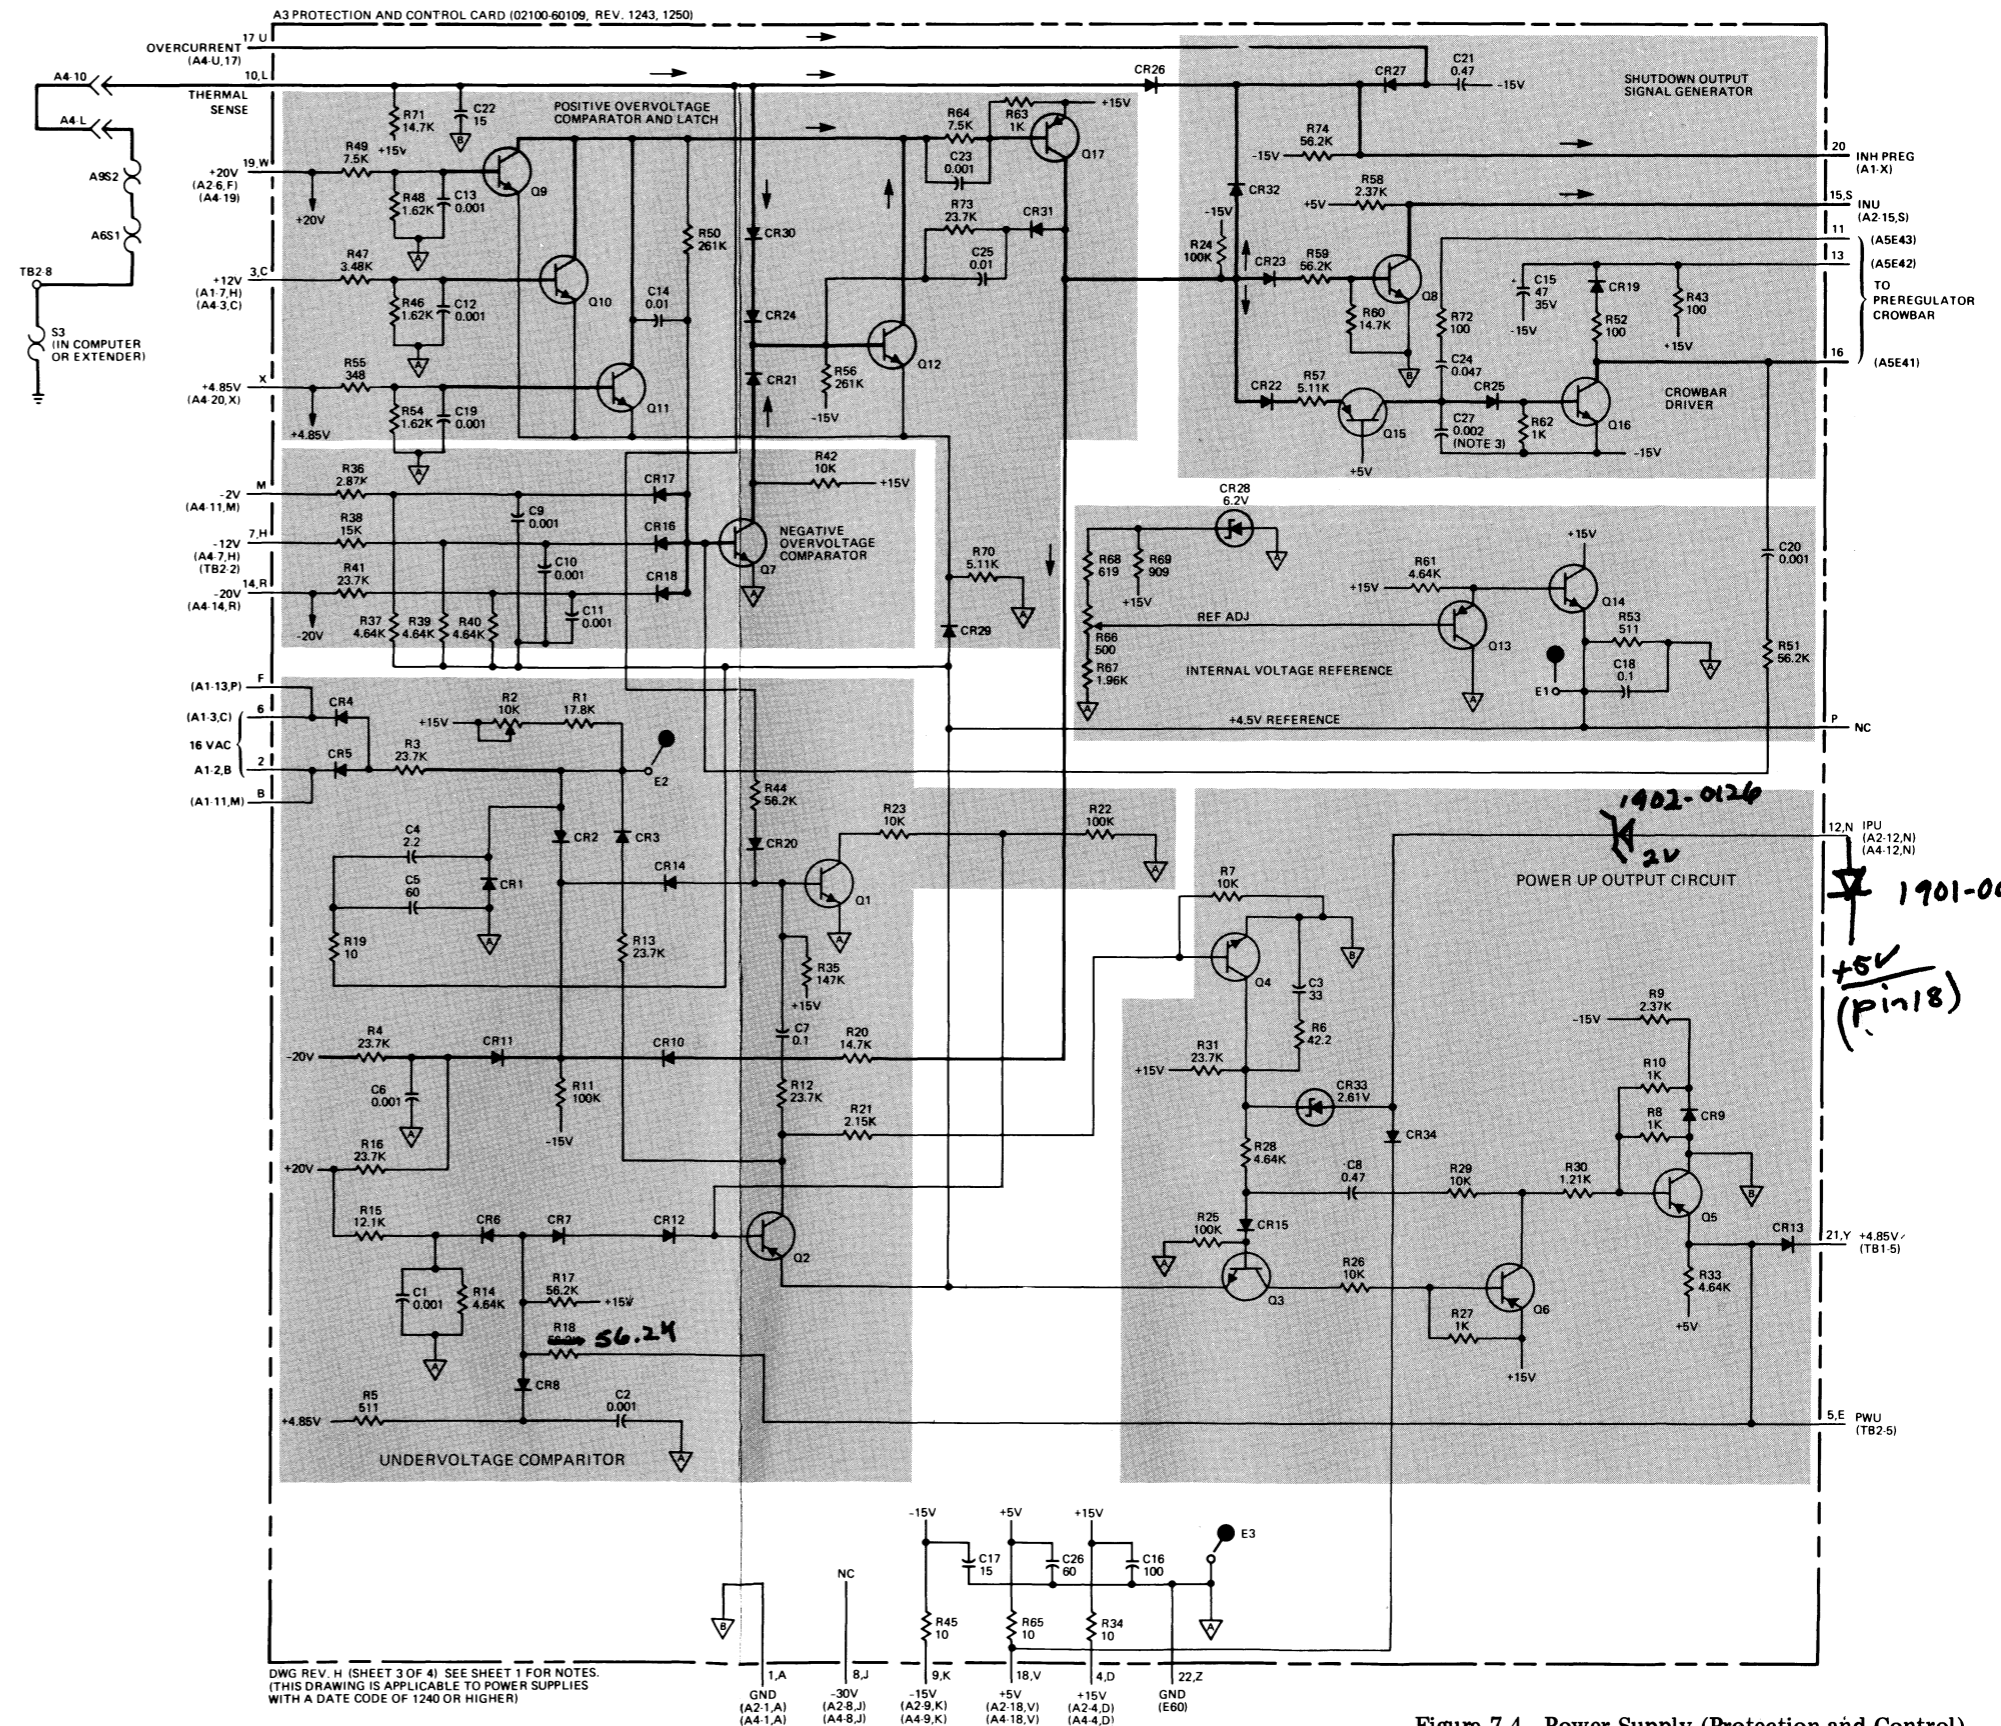 A3 PROTECTION AND CONTROL CARD (02100-60109, REV. 1243, 1250)
17 U
OVERCURRENT
(A4-U,17)
10,L
THERMAL
SENSE
A4-10
A4-L
A9S2
A6S1
TB2-8
S3
(IN COMPUTER
OR EXTENDER)
R71
14.7K
+15V
C22
15
B
POSITIVE OVERVOLTAGE
COMPARATOR AND LATCH
19,W
+20V
(A2-6,F)
(A4-19)
+20V
R49
7.5K
R48
1.62K
C13
0.001
A
Q9
3,C
+12V
(A1-7,H)
(A4-3,C)
R47
3.48K
R46
1.62K
C12
0.001
A
Q10
X
+4.85V
(A4-20,X)
+4.85V
R55
348
R54
1.62K
C19
0.001
A
Q11
C14
0.01
R50
261K
CR30
CR24
CR21
R64
7.5K
C23
0.001
R63
1K
+15V
Q17
R73
23.7K
CR31
C25
0.01
Q12
R56
261K
-15V
CR26
CR27
C21
0.47
-15V
SHUTDOWN OUTPUT
SIGNAL GENERATOR
R74
56.2K
-15V
20
INH PREG
(A1-X)
CR32
R58
2.37K
+5V
15,S
INU
(A2-15,S)
-15V
R24
100K
CR23
R59
56.2K
R60
14.7K
Q8
B
11
(A5E43)
13
(A5E42)
TO
PREREGULATOR
CROWBAR
16
(A5E41)
R72
100
C24
0.047
+
C15
47
35V
-15V
CR19
R52
100
R43
100
+15V
CR22
R57
5.11K
Q15
+5V
CR25
C27
0.002
(NOTE 3)
R62
1K
Q16
-15V
CROWBAR
DRIVER
M
-2V
(A4-11,M)
R36
2.87K
7,H
-12V
(A4-7,H)
(TB2-2)
R38
15K
14,R
-20V
(A4-14,R)
-20V
R41
23.7K
R37
4.64K
R39
4.64K
R40
4.64K
C9
0.001
C10
0.001
C11
0.001
CR17
CR16
CR18
R42
10K
+15V
NEGATIVE
OVERVOLTAGE
COMPARATOR
Q7
A
R70
5.11K
A
CR29
CR28
6.2V
A
R68
619
R69
909
+15V
R66
500
R67
1.96K
A
REF ADJ
+15V
R61
4.64K
+15V
Q14
Q13
A
R53
511
A
C18
0.1
E1
INTERNAL VOLTAGE REFERENCE
+4.5V REFERENCE
P
NC
C20
0.001
R51
56.2K
F
(A1-13,P)
6
(A1-3,C)
16 VAC
2
A1-2,B
B
(A1-11,M)
CR4
CR5
R3
23.7K
+15V
R2
10K
R1
17.8K
E2
C4
2.2
C5
60
CR1
A
R19
10
CR2
CR3
CR14
R13
23.7K
R44
56.2K
CR20
Q1
A
R23
10K
R22
100K
A
R35
147K
+15V
C7
0.1
R12
23.7K
R20
14.7K
R21
2.15K
-20V
R4
23.7K
CR11
CR10
C6
0.001
A
R11
100K
-15V
R16
23.7K
+20V
R15
12.1K
CR6
CR7
CR12
Q2
C1
0.001
R14
4.64K
A
R17
56.2K
+15V
R18
56.2K
CR8
R5
511
+4.85V
C2
0.001
A
UNDERVOLTAGE COMPARITOR
1902-0126
2V
12,N
IPU
(A2-12,N)
(A4-12,N)
1901-00
+5V
(pin18)
POWER UP OUTPUT CIRCUIT
R7
10K
Q4
B
C3
33
R6
42.2
R31
23.7K
+15V
CR33
2.61V
CR34
R28
4.64K
C8
0.47
R29
10K
R30
1.21K
R9
2.37K
-15V
R10
1K
R8
1K
CR9
B
Q5
R25
100K
A
CR15
Q3
R26
10K
R27
1K
Q6
+15V
R33
4.64K
+5V
CR13
21,Y
+4.85V
(TB1-5)
5,E
PWU
(TB2-5)
-15V
+5V
+15V
C17
15
C26
60
C16
100
E3
A
B
NC
R45
10
R65
10
R34
10
1,A
GND
(A2-1,A)
(A4-1,A)
8,J
-30V
(A2-8,J)
(A4-8,J)
9,K
-15V
(A2-9,K)
(A4-9,K)
18,V
+5V
(A2-18,V)
(A4-18,V)
4,D
+15V
(A2-4,D)
(A4-4,D)
22,Z
GND
(E60)
DWG REV. H (SHEET 3 OF 4) SEE SHEET 1 FOR NOTES.
(THIS DRAWING IS APPLICABLE TO POWER SUPPLIES
WITH A DATE CODE OF 1240 OR HIGHER)
Figure 7-4. Power Supply (Protection and Control)